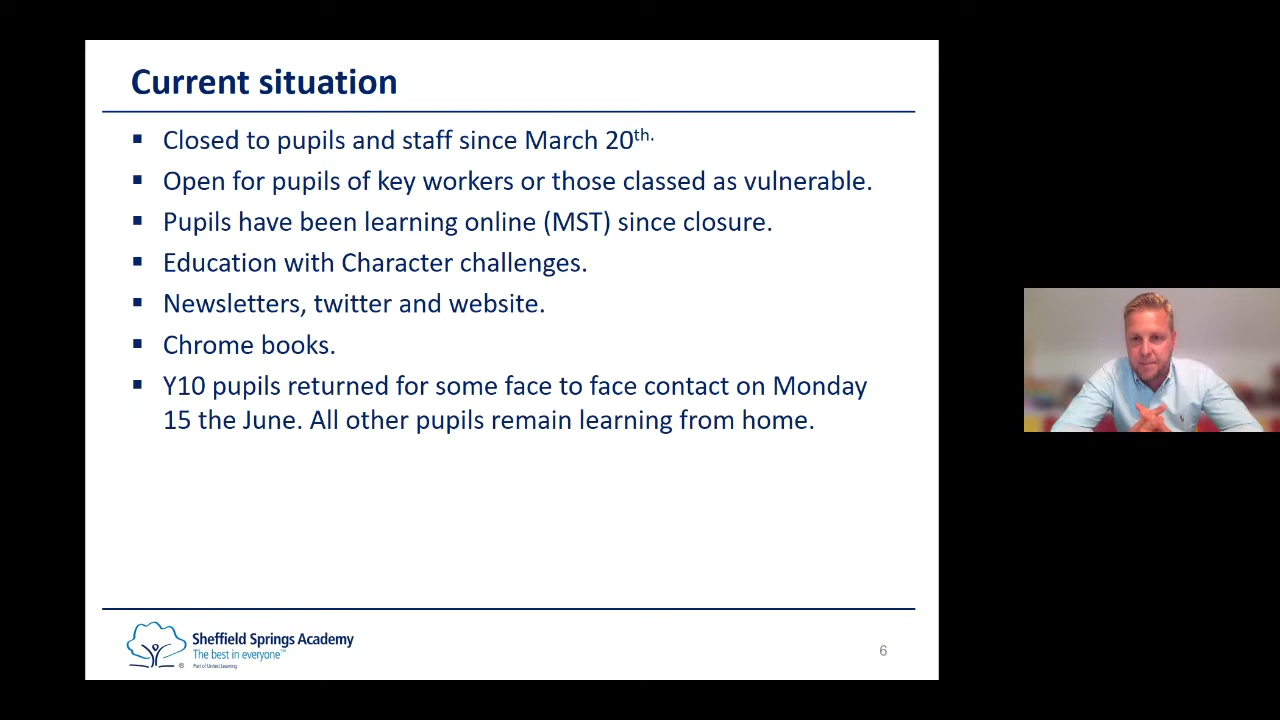 Current situation
▪ Closed to pupils and staff since March 20th.
▪ Open for pupils of key workers or those classed as vulnerable.
▪ Pupils have been learning online (MST) since closure.
▪ Education with Character challenges.
▪ Newsletters, twitter and website.
▪ Chrome books.
▪ Y10 pupils returned for some face to face contact on Monday
15 the June. All other pupils remain learning from home.
Sheffield Springs Academy
The best in everyone™
Part of United Learning
®
6